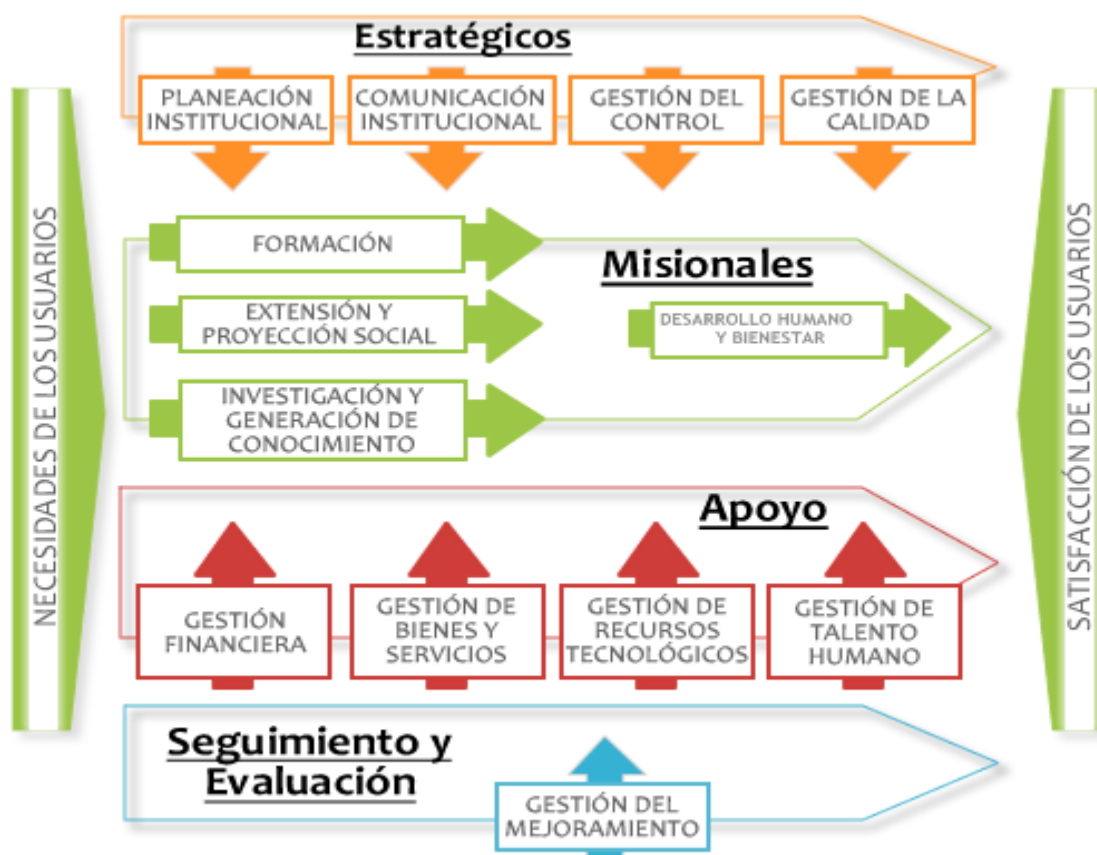 Estratégicos
PLANEACIÓN
INSTITUCIONAL
COMUNICACIÓN
INSTITUCIONAL
GESTIÓN DEL
CONTROL
GESTIÓN DE LA
CALIDAD
NECESIDADES DE LOS USUARIOS
FORMACIÓN
EXTENSIÓN Y
PROYECCIÓN SOCIAL
INVESTIGACIÓN Y
GENERACIÓN DE
CONOCIMIENTO
Misionales
DESARROLLO HUMANO
Y BIENESTAR
SATISFACCIÓN DE LOS USUARIOS
Apoyo
GESTIÓN
FINANCIERA
GESTIÓN DE
BIENES Y
SERVICIOS
GESTIÓN DE
RECURSOS
TECNOLÓGICOS
GESTIÓN DE
TALENTO
HUMANO
Seguimiento y
Evaluación
GESTIÓN DEL
MEJORAMIENTO